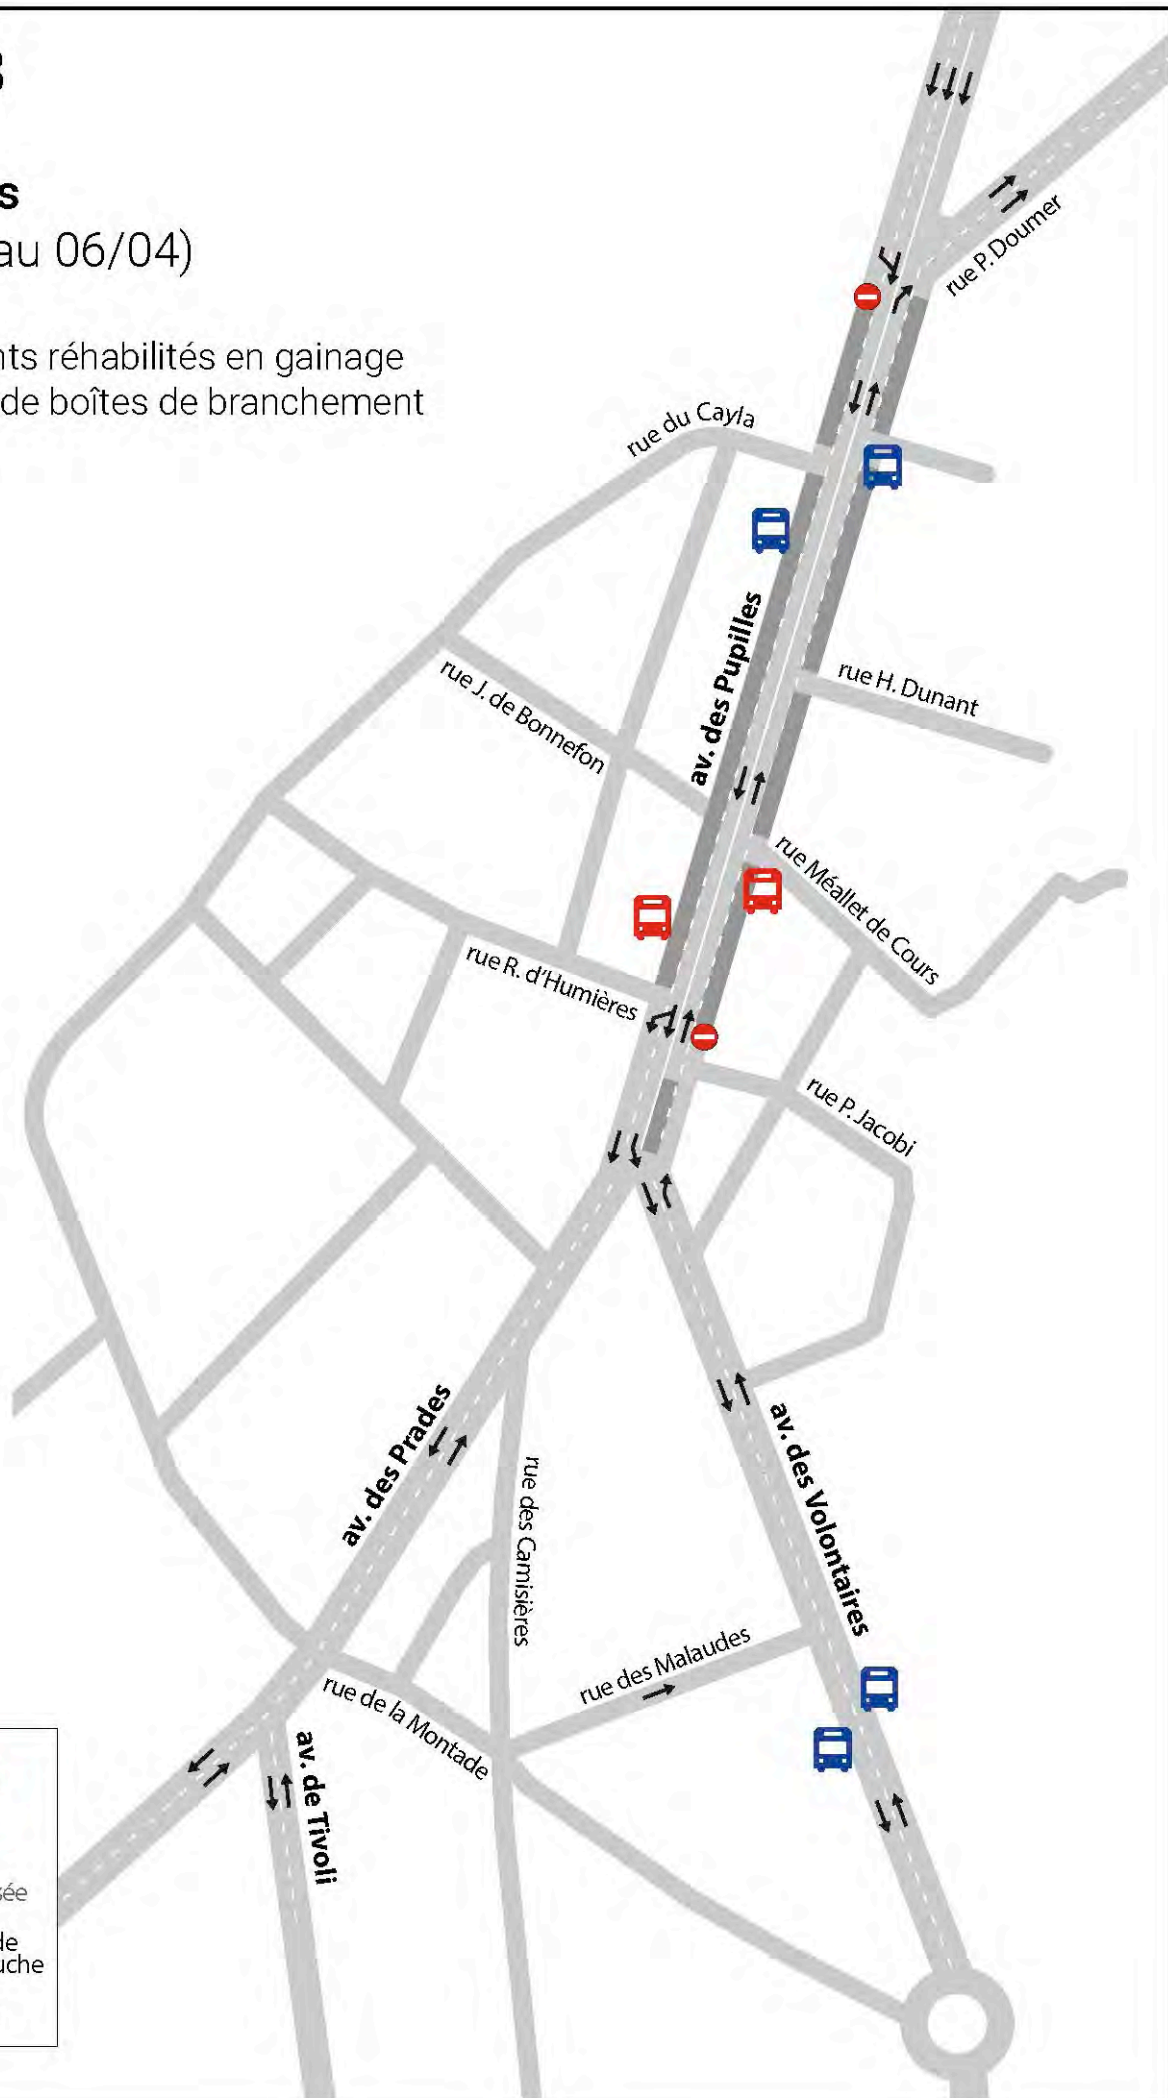 s
au 06/04)
nts réhabilités en gainage
de boîtes de branchement
rue P. Doumer
rue du Cayla
av. des Pupilles
rue H. Dunant
rue J. de Bonnefon
rue Méallet de Cours
rue R. d'Humières
rue P. Jacobi
av. des Prades
av. des Volontaires
rue des Camisières
rue des Malaudes
rue de la Montade
av. de Tivoli
sée
de
uche